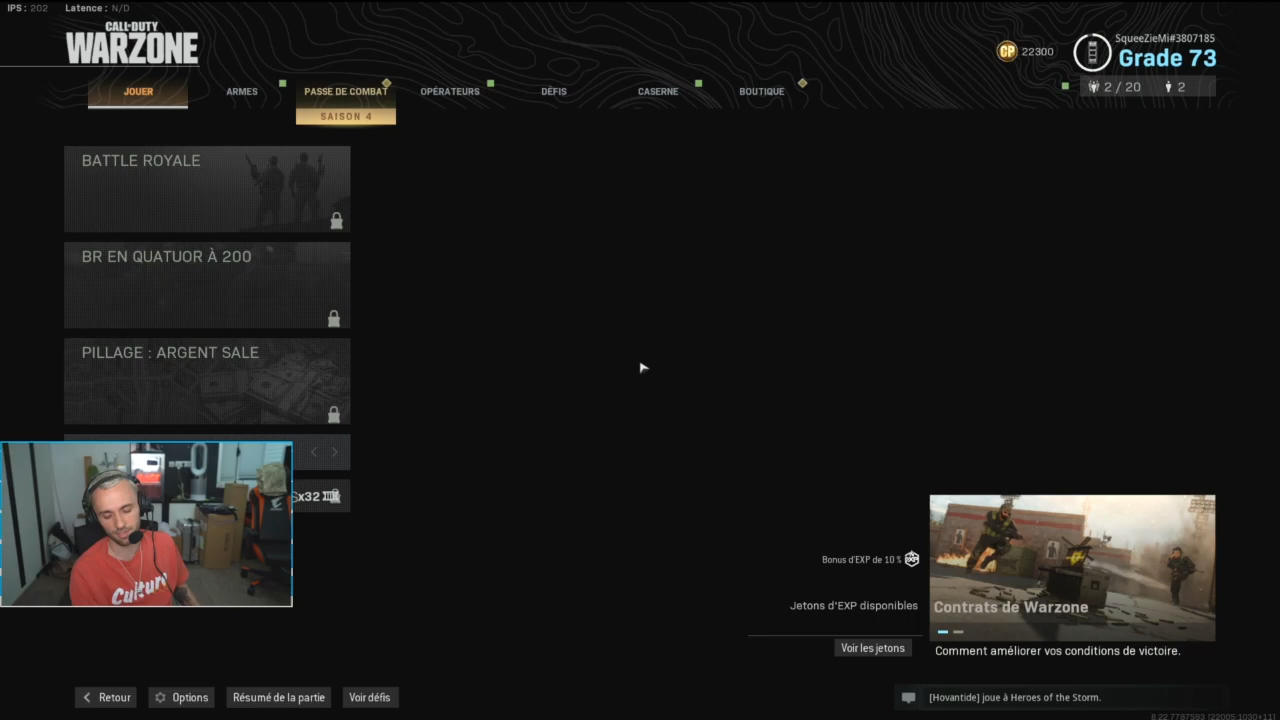 IPS : 202 Latence : N/D
CALL OF DUTY
WARZONE
22300
SqueeZieMi#3807185
Grade 73
2 / 20 2
JOUER ARMES PASSE DE COMBAT OPÉRATEURS DÉFIS CASERNE BOUTIQUE
SAISON 4
BATTLE ROYALE
BR EN QUATUOR À 200
PILLAGE : ARGENT SALE
x32
Culture
Bonus d'EXP de 10 %
Jetons d'EXP disponibles
Voir les jetons
Contrats de Warzone
Comment améliorer vos conditions de victoire.
Retour Options Résumé de la partie Voir défis
[Hovantide] joue à Heroes of the Storm.